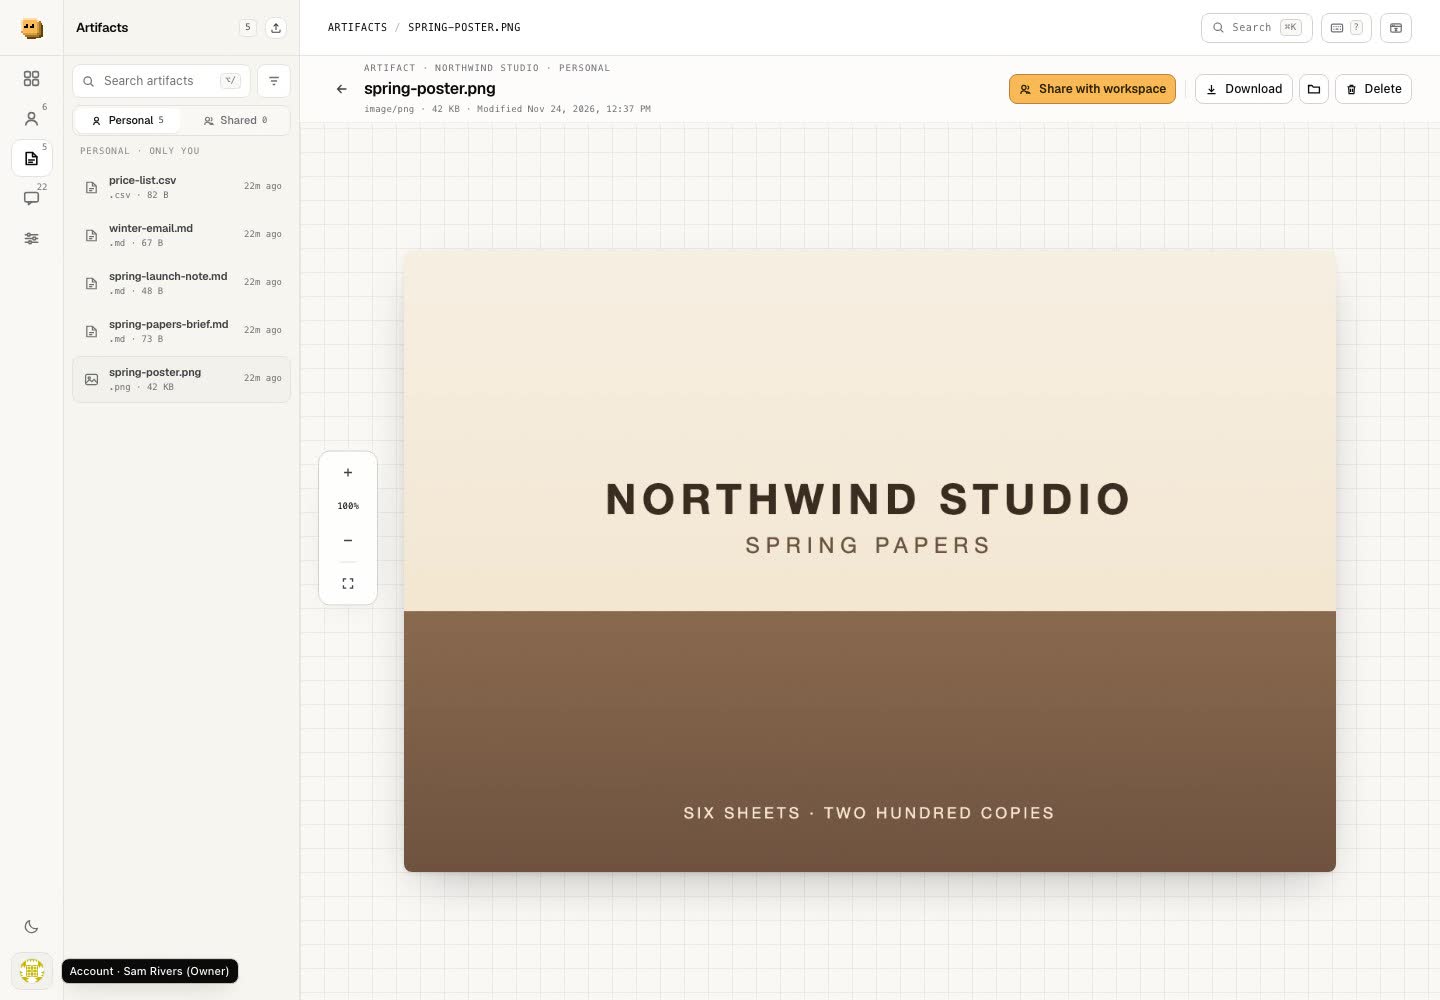 Artifacts 5
ARTIFACTS / SPRING-POSTER.PNG
Search ⌘K
?
Search artifacts ⌥/
6
5
22
Personal 5
Shared 0
PERSONAL · ONLY YOU
price-list.csv
.csv · 82 B
22m ago
winter-email.md
.md · 67 B
22m ago
spring-launch-note.md
.md · 48 B
22m ago
spring-papers-brief.md
.md · 73 B
22m ago
spring-poster.png
.png · 42 KB
22m ago
Account · Sam Rivers (Owner)
ARTIFACT · NORTHWIND STUDIO · PERSONAL
spring-poster.png
image/png · 42 KB · Modified Nov 24, 2026, 12:37 PM
Share with workspace
Download
Delete
100%
NORTHWIND STUDIO
SPRING PAPERS
SIX SHEETS · TWO HUNDRED COPIES